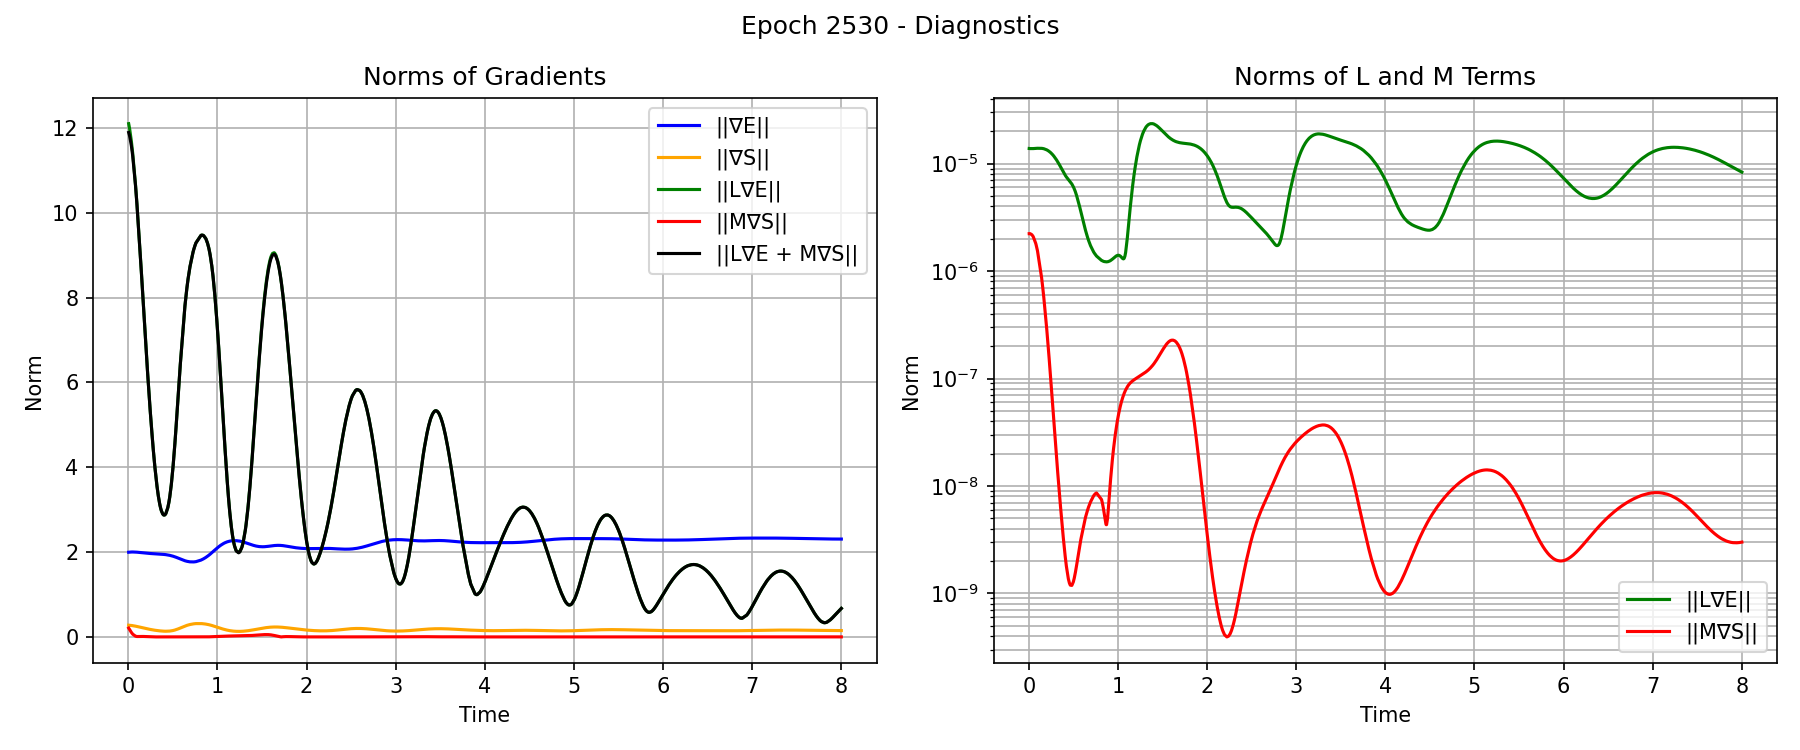 Epoch 2530 - Diagnostics
Norms of Gradients
Norm
12
10
8
6
4
2
0
0 1 2 3 4 5 6 7 8
Time
||∇E||
||∇S||
||L∇E||
||M∇S||
||L∇E + M∇S||
Norms of L and M Terms
Norm
10⁻⁵
10⁻⁶
10⁻⁷
10⁻⁸
10⁻⁹
0 1 2 3 4 5 6 7 8
Time
||L∇E||
||M∇S||